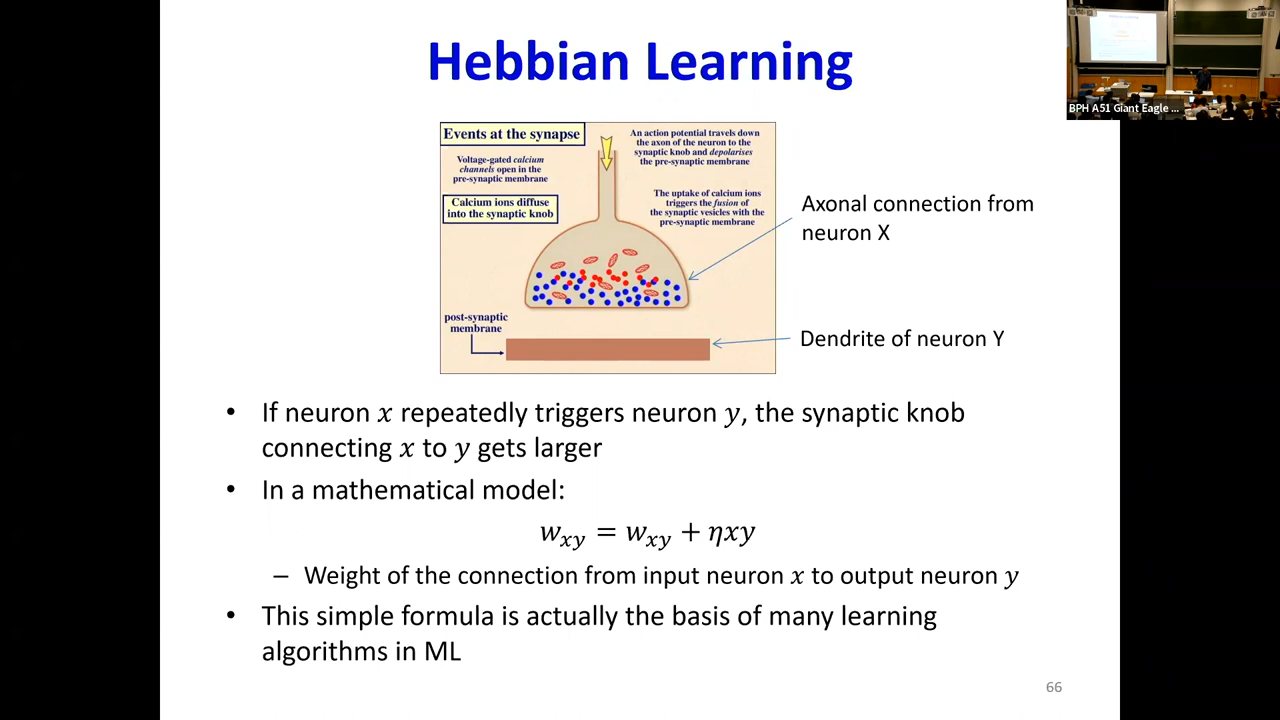 Hebbian Learning
BPH A51 Giant Eagle ...
Events at the synapse
Voltage-gated calcium
channels open in the
pre-synaptic membrane
Calcium ions diffuse
into the synaptic knob
An action potential travels down
the axon of the neuron to the
synaptic knob and depolarises
the pre-synaptic membrane
The uptake of calcium ions
triggers the fusion of
the synaptic vesicles with the
pre-synaptic membrane
post-synaptic
membrane
Axonal connection from
neuron X
Dendrite of neuron Y
• If neuron x repeatedly triggers neuron y, the synaptic knob
connecting x to y gets larger
• In a mathematical model:
w_{xy} = w_{xy} + ηxy
– Weight of the connection from input neuron x to output neuron y
• This simple formula is actually the basis of many learning
algorithms in ML
66